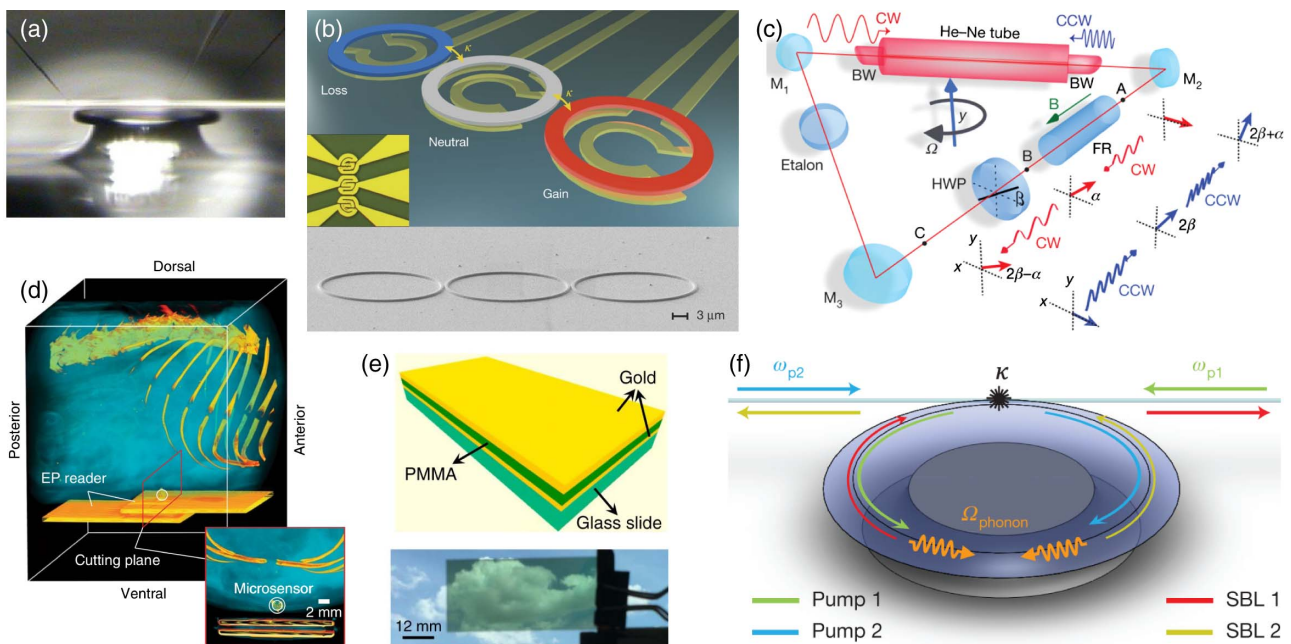 (a)
(b)
κ
Loss
κ
Neutral
Gain
3 μm
(c)
CW
He–Ne tube
CCW
BW
BW
M1
M2
A
B
y
Ω
Etalon
FR
B
CW
2β+α
HWP
β
α
CCW
C
CW
2β
y
x
2β−α
M3
y
x
CCW
(d)
Dorsal
Posterior
Anterior
EP reader
Cutting plane
Microsensor
2 mm
Ventral
(e)
Gold
PMMA
Glass slide
12 mm
(f)
ωp2
κ
ωp1
Ωphonon
Pump 1
SBL 1
Pump 2
SBL 2